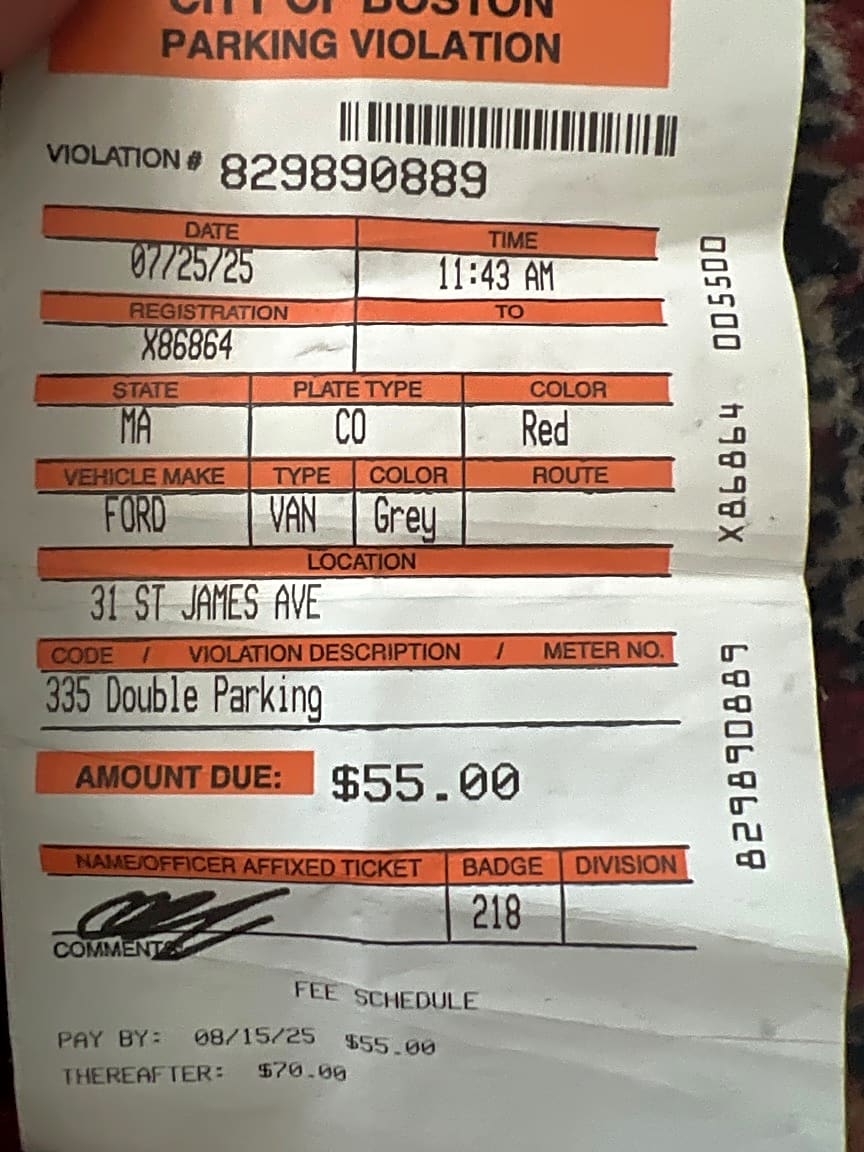 CITY OF BOSTON
PARKING VIOLATION
VIOLATION # 829890889
DATE TIME
07/25/25 11:43 AM
REGISTRATION TO
X86864
STATE PLATE TYPE COLOR
MA CO Red
VEHICLE MAKE TYPE COLOR ROUTE
FORD VAN Grey
LOCATION
31 ST JAMES AVE
CODE / VIOLATION DESCRIPTION / METER NO.
335 Double Parking
AMOUNT DUE: $55.00
NAME/OFFICER AFFIXED TICKET BADGE DIVISION
218
COMMENTS
FEE SCHEDULE
PAY BY: 08/15/25 $55.00
THEREAFTER: $70.00
829890889 X86864 005500